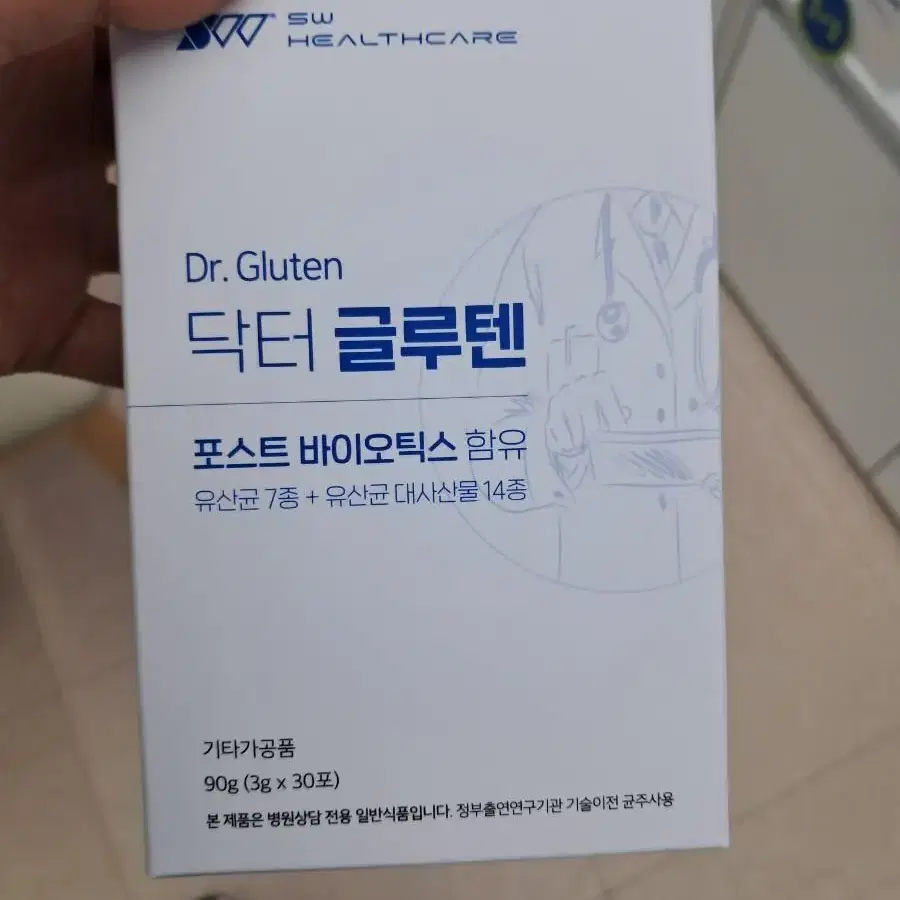 SW
HEALTHCARE
Dr. Gluten
닥터 글루텐
포스트 바이오틱스 함유
유산균 7종 + 유산균 대사산물 14종
기타가공품
90g (3g x 30포)
본 제품은 병원상담 전용 일반식품입니다. 정부출연연구기관 기술이전 균주사용